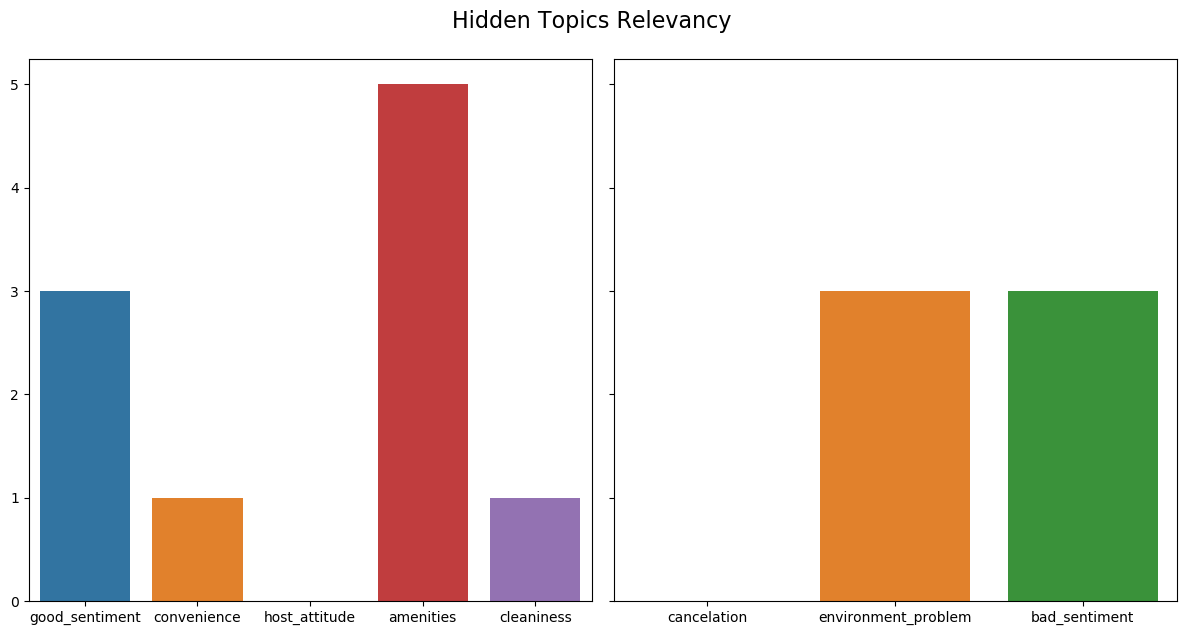 Hidden Topics Relevancy
5
4
3
2
1
0
good_sentiment convenience host_attitude amenities cleaniness
cancelation environment_problem bad_sentiment